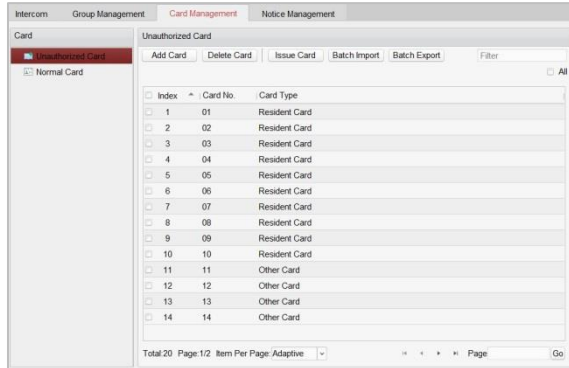 Intercom Group Management Card Management Notice Management
Card
Unauthorized Card
Normal Card
Unauthorized Card
Add Card Delete Card Issue Card Batch Import Batch Export Filter
All
Index Card No. Card Type
1 01 Resident Card
2 02 Resident Card
3 03 Resident Card
4 04 Resident Card
5 05 Resident Card
6 06 Resident Card
7 07 Resident Card
8 08 Resident Card
9 09 Resident Card
10 10 Resident Card
11 11 Other Card
12 12 Other Card
13 13 Other Card
14 14 Other Card
Total:20 Page:1/2 Item Per Page: Adaptive Page Go